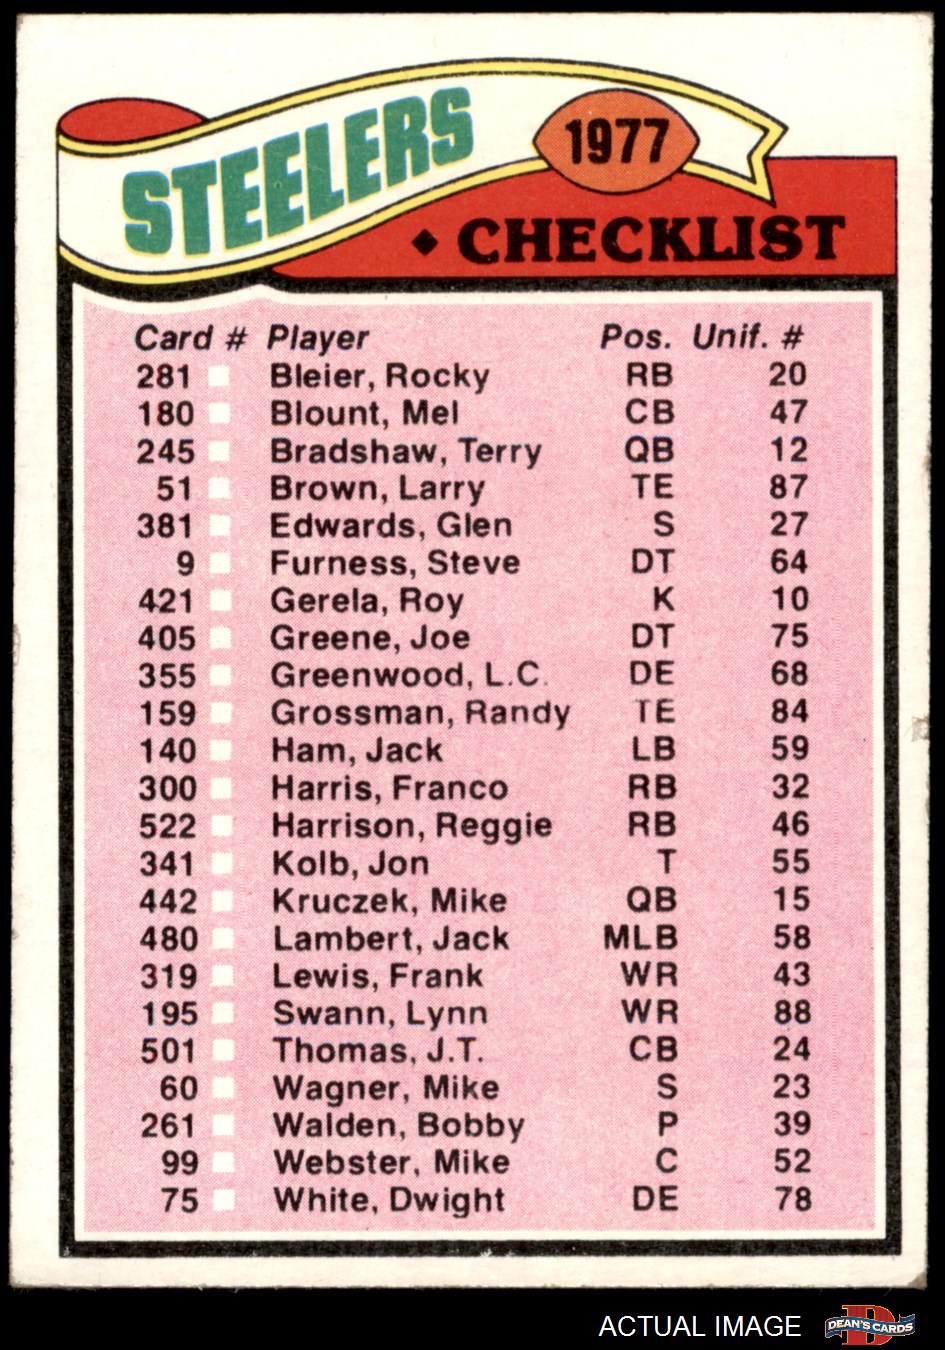 STEELERS
1977
♦ CHECKLIST
Card # Player Pos. Unif. #
281 Bleier, Rocky RB 20
180 Blount, Mel CB 47
245 Bradshaw, Terry QB 12
51 Brown, Larry TE 87
381 Edwards, Glen S 27
9 Furness, Steve DT 64
421 Gerela, Roy K 10
405 Greene, Joe DT 75
355 Greenwood, L.C. DE 68
159 Grossman, Randy TE 84
140 Ham, Jack LB 59
300 Harris, Franco RB 32
522 Harrison, Reggie RB 46
341 Kolb, Jon T 55
442 Kruczek, Mike QB 15
480 Lambert, Jack MLB 58
319 Lewis, Frank WR 43
195 Swann, Lynn WR 88
501 Thomas, J.T. CB 24
60 Wagner, Mike S 23
261 Walden, Bobby P 39
99 Webster, Mike C 52
75 White, Dwight DE 78
ACTUAL IMAGE
D
DEAN'S CARDS